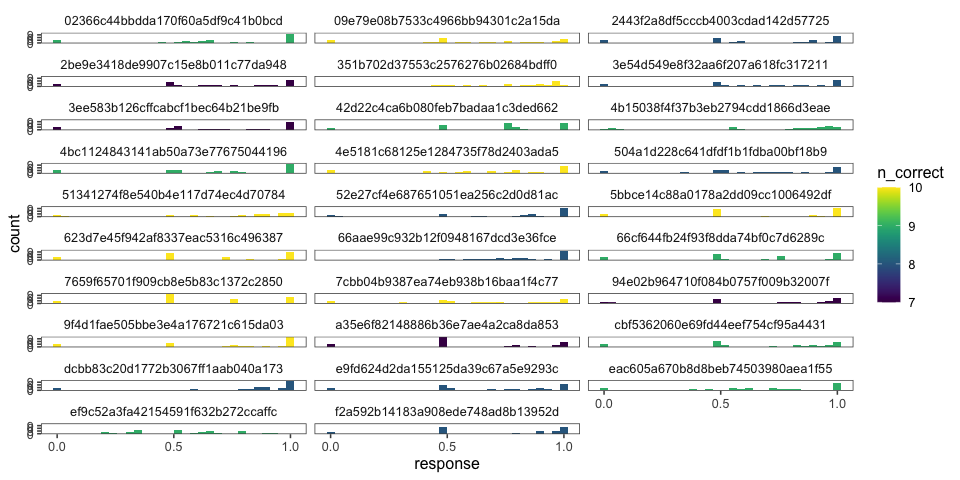 02366c44bbdda170f60a5df9c41b0bcd 09e79e08b7533c4966bb94301c2a15da 2443f2a8df5cccb4003cdad142d57725
2be9e3418de9907c15e8b011c77da948 351b702d37553c2576276b02684bdff0 3e54d549e8f32aa6f207a618fc317211
3ee583b126cffcabcf1bec64b21be9fb 42d22c4ca6b080feb7badaa1c3ded662 4b15038f4f37b3eb2794cdd1866d3eae
4bc1124843141ab50a73e77675044196 4e5181c68125e1284735f78d2403ada5 504a1d228c641dfdf1b1fdba00bf18b9
51341274f8e540b4e117d74ec4d70784 52e27cf4e687651051ea256c2d0d81ac 5bbce14c88a0178a2dd09cc1006492df
623d7e45f942af8337eac5316c496387 66aae99c932b12f0948167dcd3e36fce 66cf644fb24f93f8dda74bf0c7d6289c
7659f65701f909cb8e5b83c1372c2850 7cbb04b9387ea74eb938b16baa1f4c77 94e02b964710f084b0757f009b32007f
9f4d1fae505bbe3e4a176721c615da03 a35e6f82148886b36e7ae4a2ca8da853 cbf5362060e69fd44eef754cf95a4431
dcbb83c20d1772b3067ff1aab040a173 e9fd624d2da155125da39c67a5e9293c eac605a670b8d8beb74503980aea1f55
0.0 0.5 1.0
ef9c52a3fa42154591f632b272ccaffc f2a592b14183a908ede748ad8b13952d
0.0 0.5 1.0 0.0 0.5 1.0
response
count
n_correct
10
9
8
7